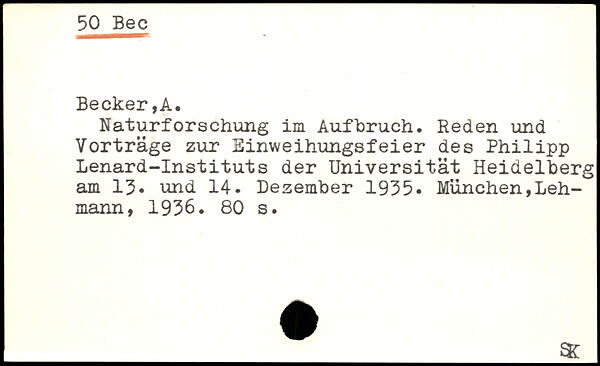 50 Bec
Becker,A.
Naturforschung im Aufbruch. Reden und
Vorträge zur Einweihungsfeier des Philipp
Lenard-Instituts der Universität Heidelberg
am 13. und 14. Dezember 1935. München,Leh-
mann, 1936. 80 s.
SK